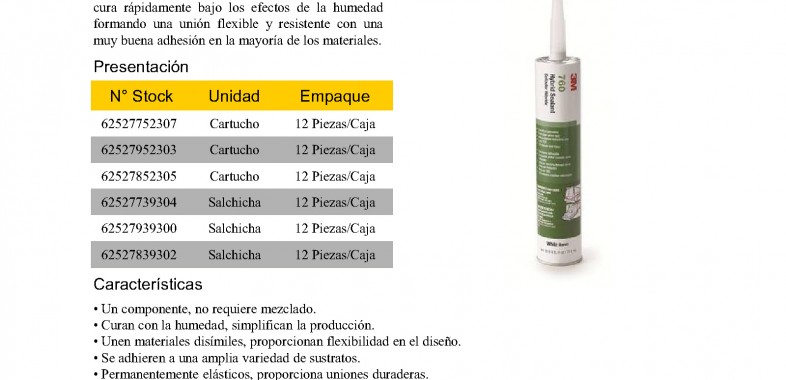 cura rápidamente bajo los efectos de la humedad
formando una unión flexible y resistente con una
muy buena adhesión en la mayoría de los materiales.
Presentación
N° Stock Unidad Empaque
62527752307 Cartucho 12 Piezas/Caja
62527952303 Cartucho 12 Piezas/Caja
62527852305 Cartucho 12 Piezas/Caja
62527739304 Salchicha 12 Piezas/Caja
62527939300 Salchicha 12 Piezas/Caja
62527839302 Salchicha 12 Piezas/Caja
Características
• Un componente, no requiere mezclado.
• Curan con la humedad, simplifican la producción.
• Unen materiales disímiles, proporcionan flexibilidad en el diseño.
• Se adhieren a una amplia variedad de sustratos.
• Permanentemente elásticos, proporciona uniones duraderas.
3M
760
Hybrid Sealant
White